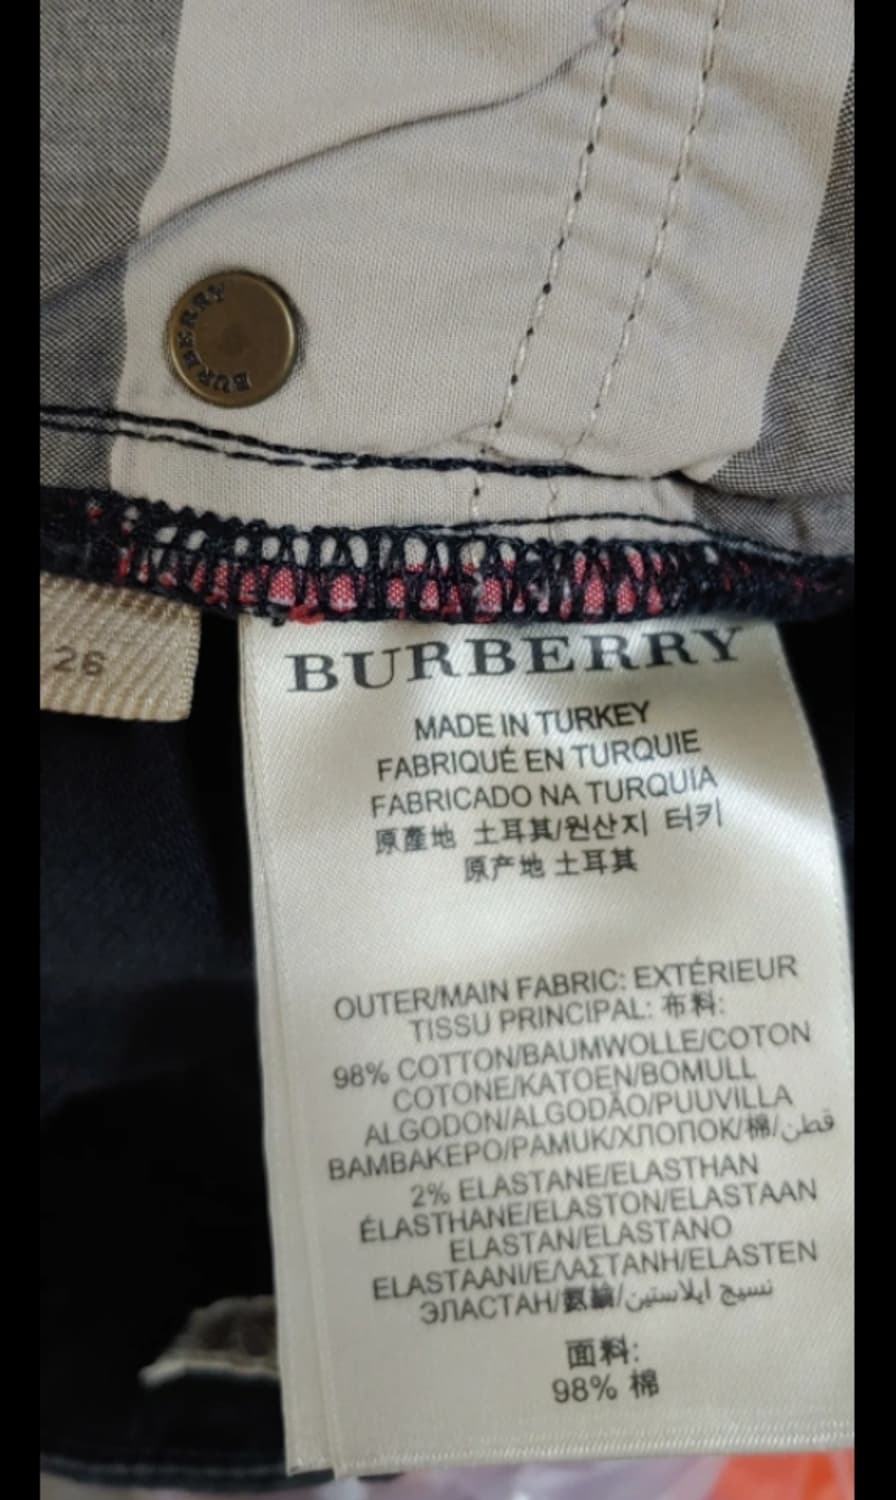 BURBERRY
26
BURBERRY
MADE IN TURKEY
FABRIQUÉ EN TURQUIE
FABRICADO NA TURQUIA
原產地 土耳其/원산지 터키
原产地 土耳其
OUTER/MAIN FABRIC: EXTÉRIEUR
TISSU PRINCIPAL: 布料:
98% COTTON/BAUMWOLLE/COTON
COTONE/KATOEN/BOMULL
ALGODON/ALGODÃO/PUUVILLA
BAMBAKEPO/PAMUK/ХЛОПОК/棉/قطن
2% ELASTANE/ELASTHAN
ÉLASTHANE/ELASTON/ELASTAAN
ELASTAN/ELASTANO
ELASTAANI/ΕΛΑΣΤΑΝΗ/ELASTEN
ЭЛАСТАН/氨綸/نسيج ايلاستين
面料:
98% 棉